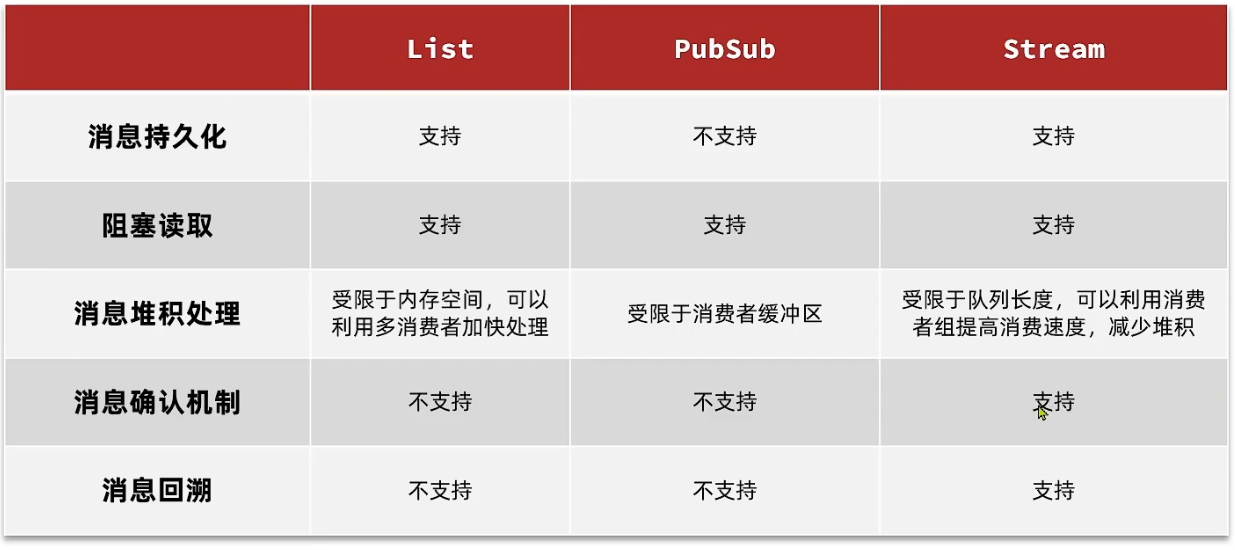 List PubSub Stream
消息持久化 支持 不支持 支持
阻塞读取 支持 支持 支持
消息堆积处理 受限于内存空间，可以 受限于消费者缓冲区 受限于队列长度，可以利用消费
利用多消费者加快处理 者组提高消费速度，减少堆积
消息确认机制 不支持 不支持 支持
消息回溯 不支持 不支持 支持